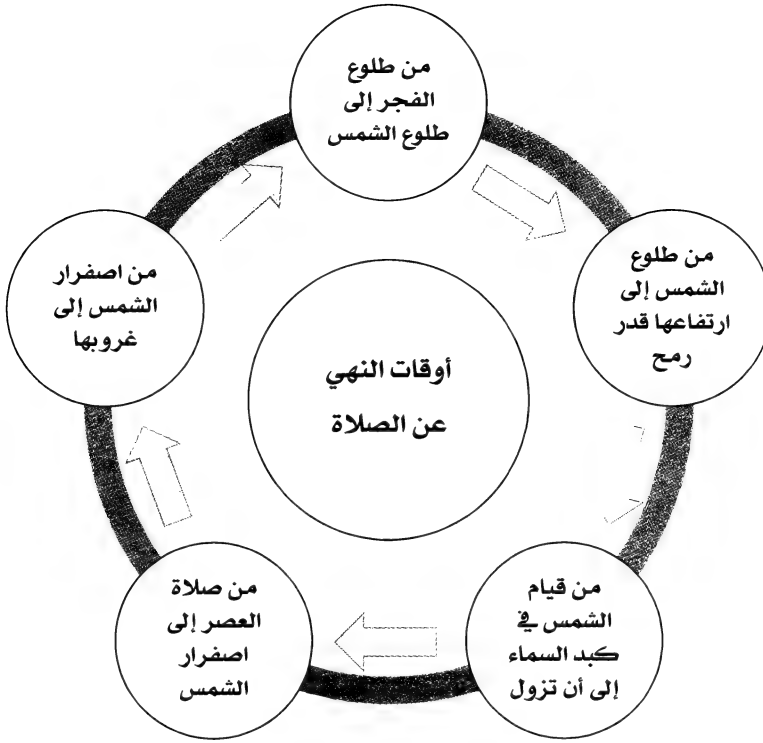 من طلوع
الفجر إلى
طلوع الشمس
من طلوع
الشمس إلى
ارتفاعها قدر
رمح
من قيام
الشمس في
كبد السماء
إلى أن تزول
من صلاة
العصر إلى
اصفرار
الشمس
من اصفرار
الشمس إلى
غروبها
أوقات النهي
عن الصلاة